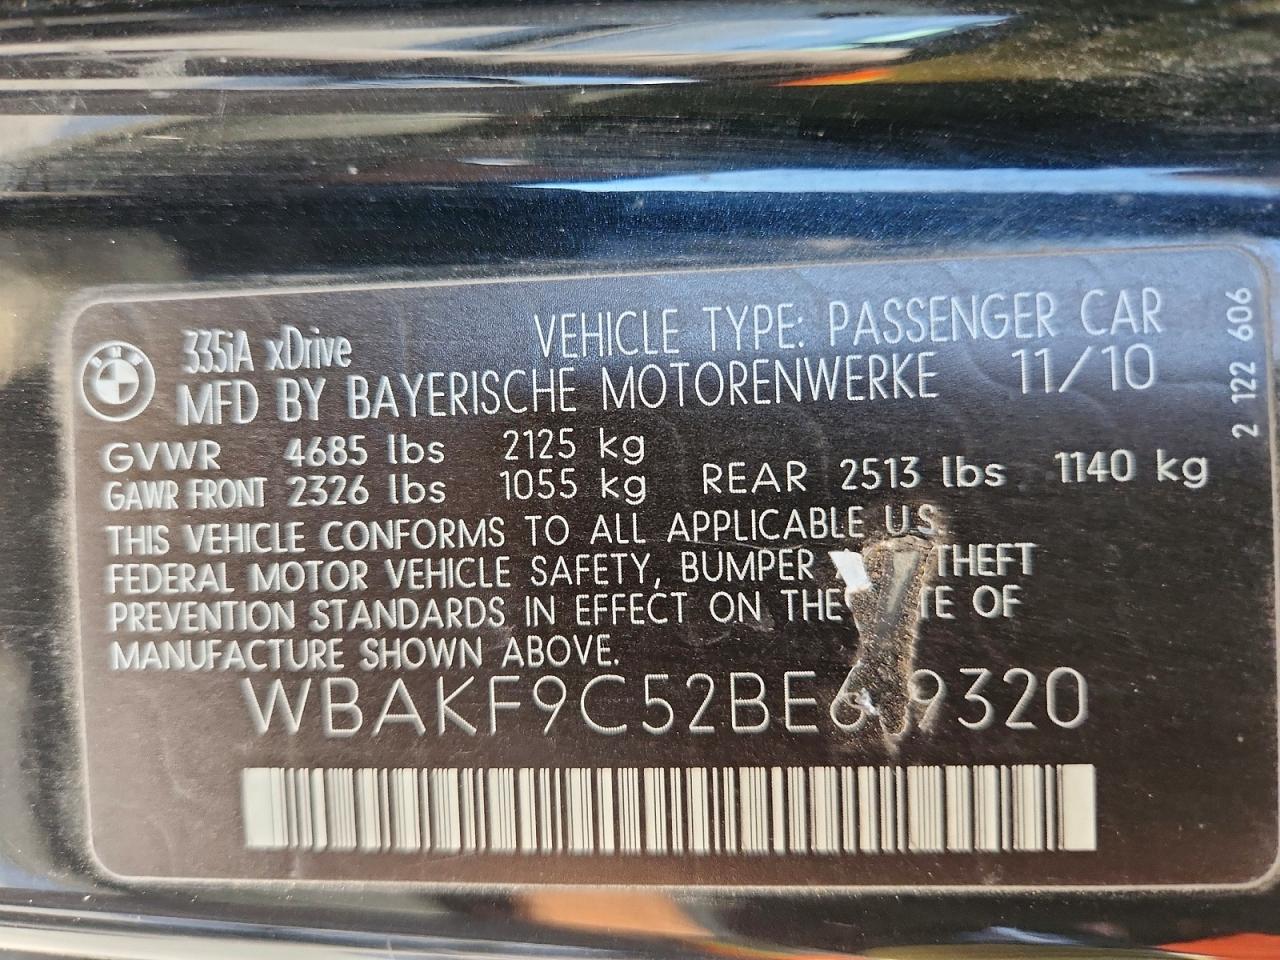 335iA xDrive
VEHICLE TYPE: PASSENGER CAR
MFD BY BAYERISCHE MOTORENWERKE 11/10
GVWR 4685 lbs 2125 kg
GAWR FRONT 2326 lbs 1055 kg REAR 2513 lbs 1140 kg
THIS VEHICLE CONFORMS TO ALL APPLICABLE U.S.
FEDERAL MOTOR VEHICLE SAFETY, BUMPER THEFT
PREVENTION STANDARDS IN EFFECT ON THE OF
MANUFACTURE SHOWN ABOVE.
2 122 606
BMW